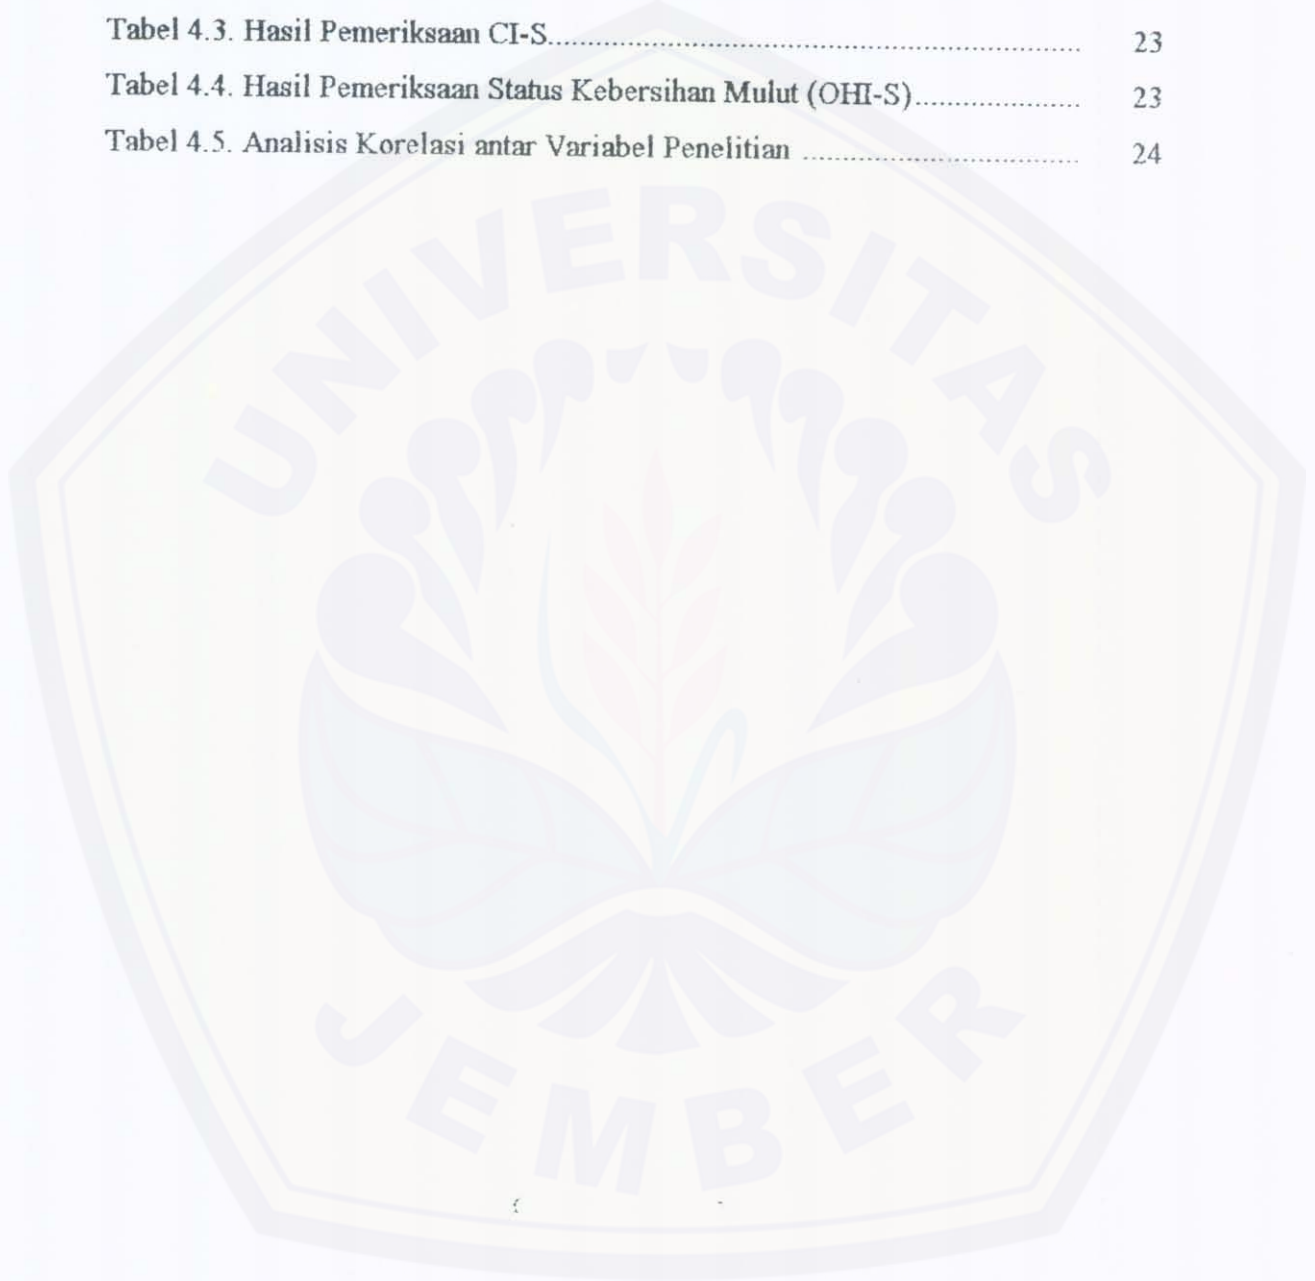 Tabel 4.3. Hasil Pemeriksaan CI-S.......................................................................... 23
Tabel 4.4. Hasil Pemeriksaan Status Kebersihan Mulut (OHI-S)..................... 23
Tabel 4.5. Analisis Korelasi antar Variabel Penelitian ................................... 24
UNIVERSITAS
JEMBER